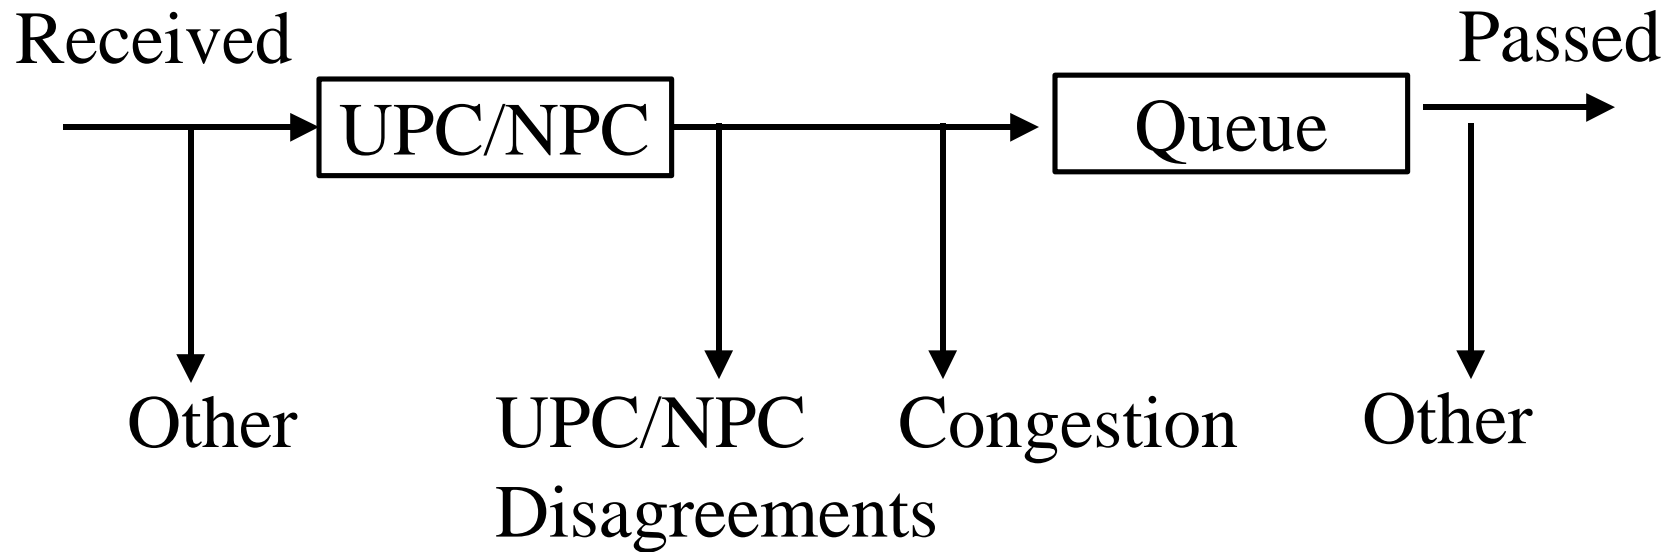 Received
Passed
UPC/NPC
Queue
Other
UPC/NPC
Disagreements
Congestion
Other